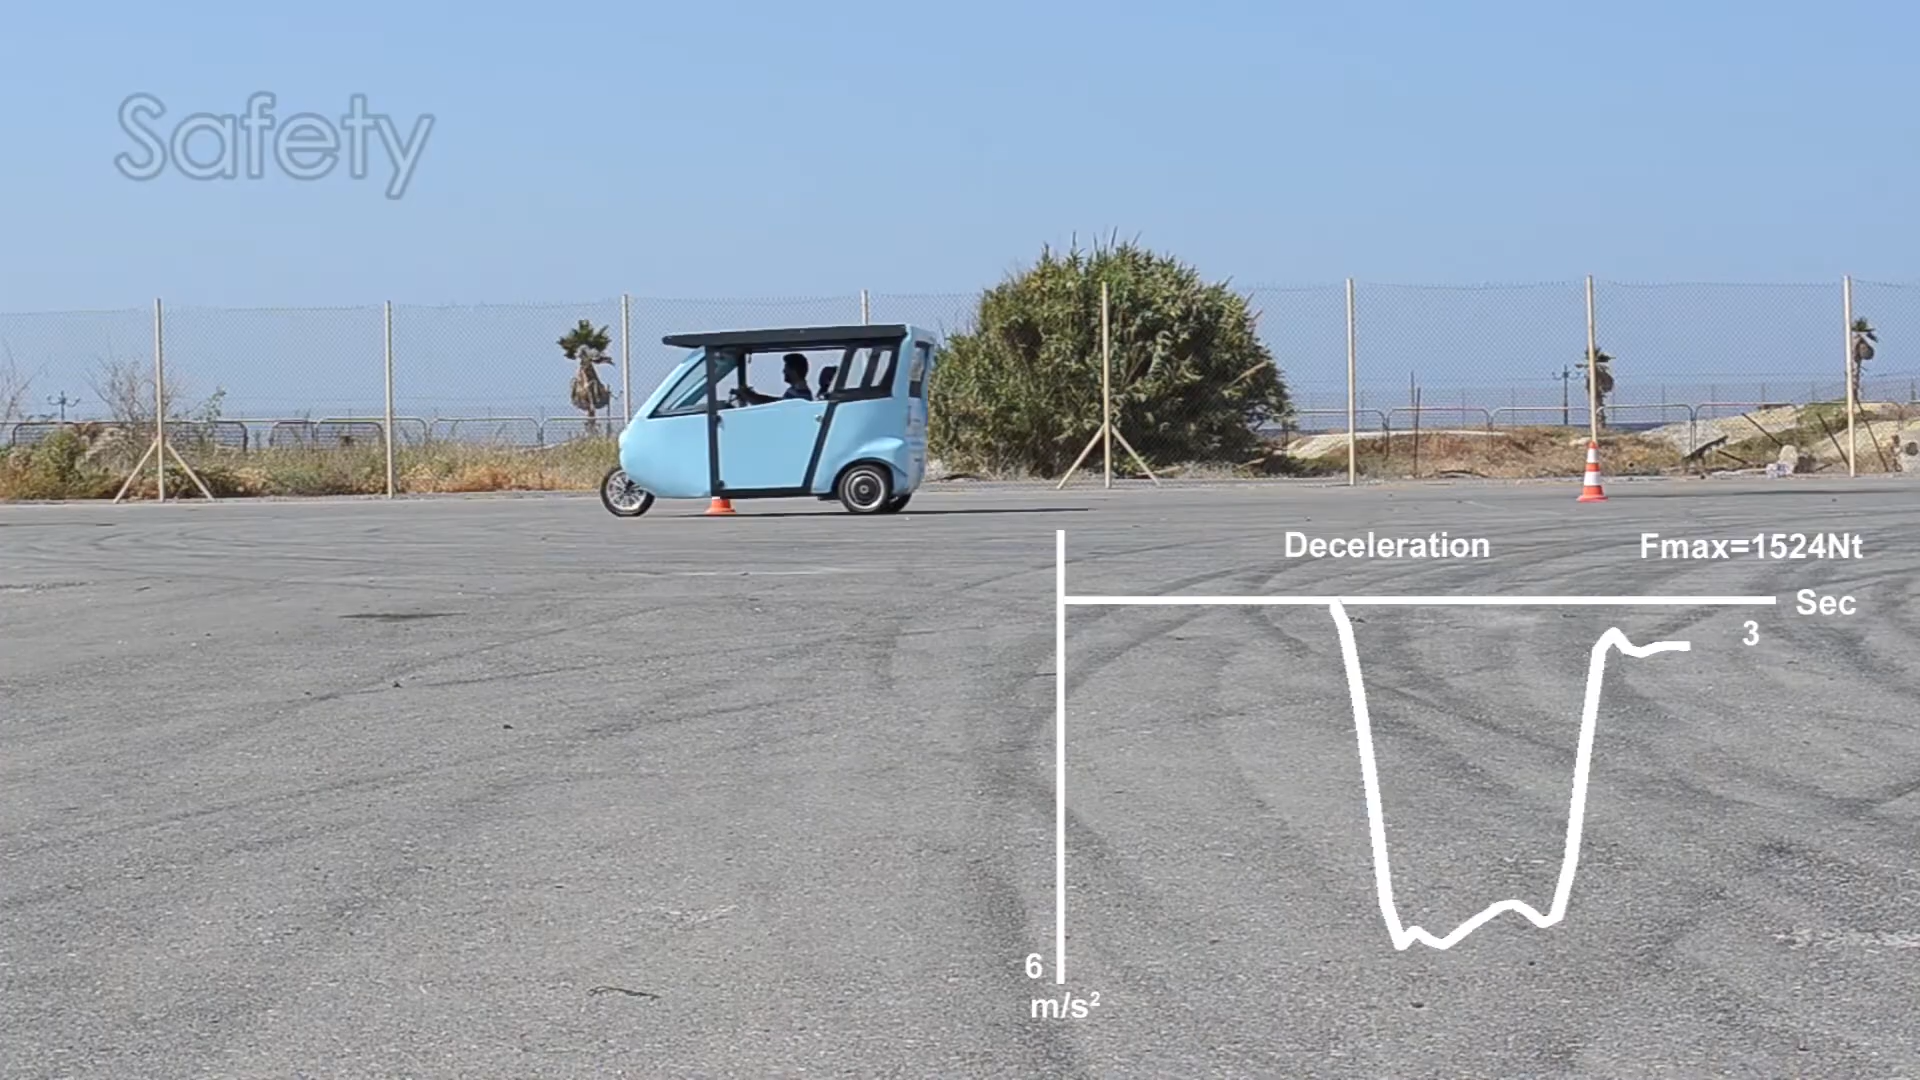 Safety
Deceleration
Fmax=1524Nt
Sec
3
6
m/s²